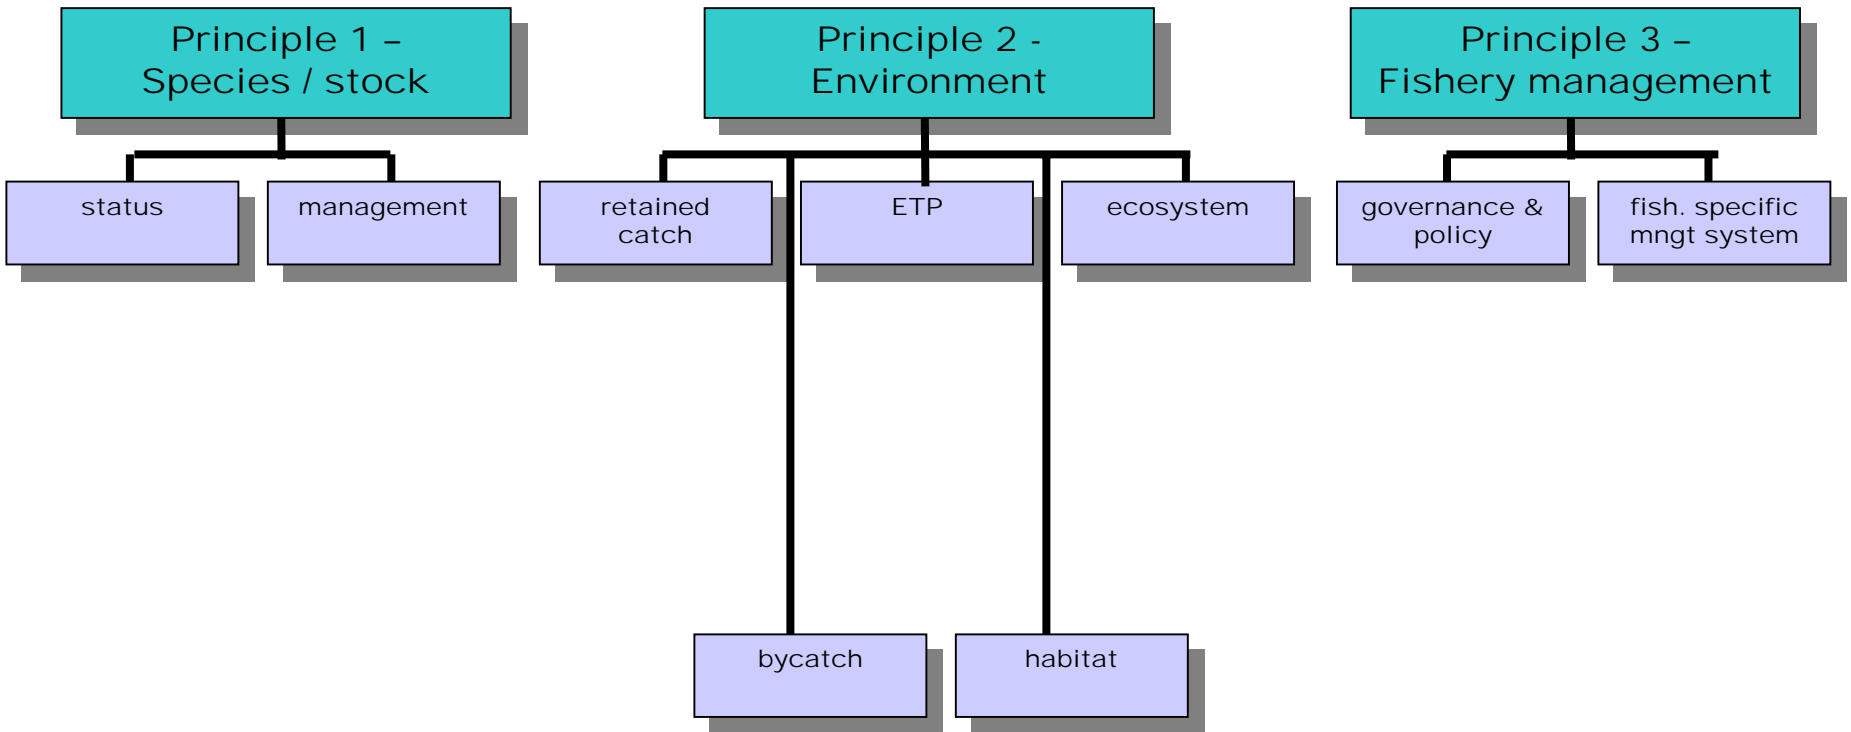 Principle 1 –
Species / stock
Principle 2 -
Environment
Principle 3 –
Fishery management
status
management
retained
catch
ETP
ecosystem
governance &
policy
fish. specific
mngt system
bycatch
habitat